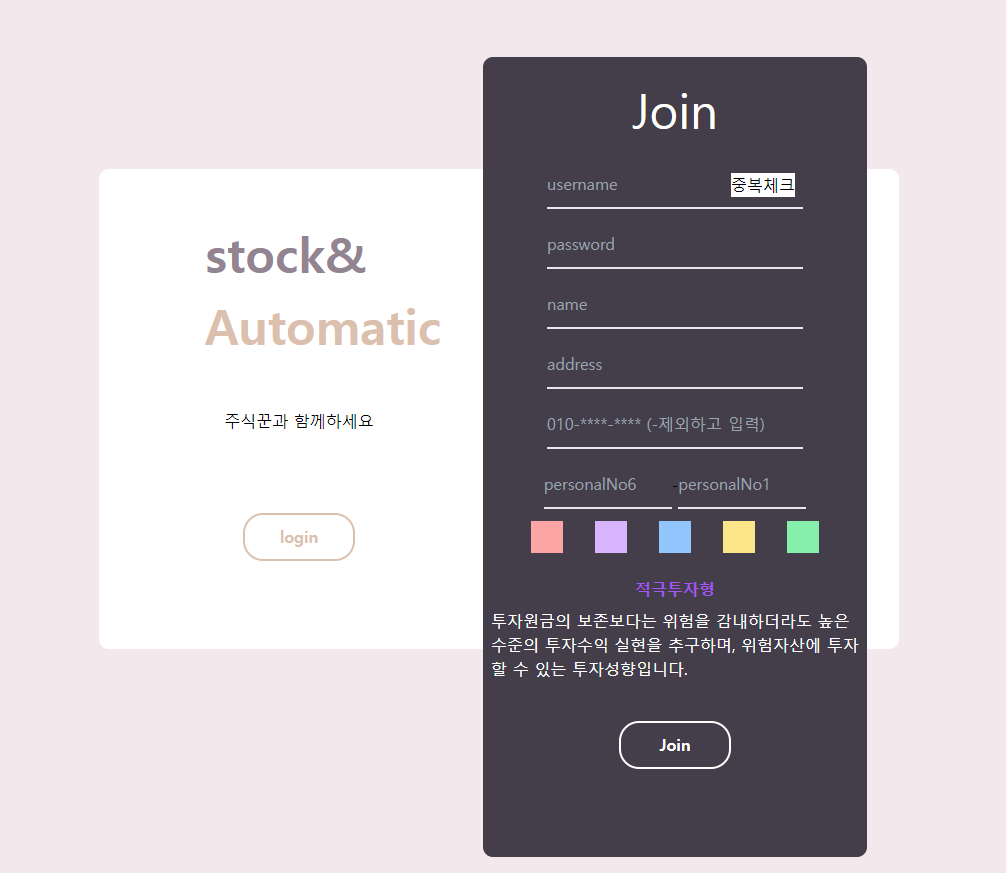 stock&
Automatic
주식꾼과 함께하세요
login
Join
username
중복체크
password
name
address
010-****-**** (-제외하고 입력)
personalNo6 -personalNo1
적극투자형
투자원금의 보존보다는 위험을 감내하더라도 높은
수준의 투자수익 실현을 추구하며, 위험자산에 투자
할 수 있는 투자성향입니다.
Join